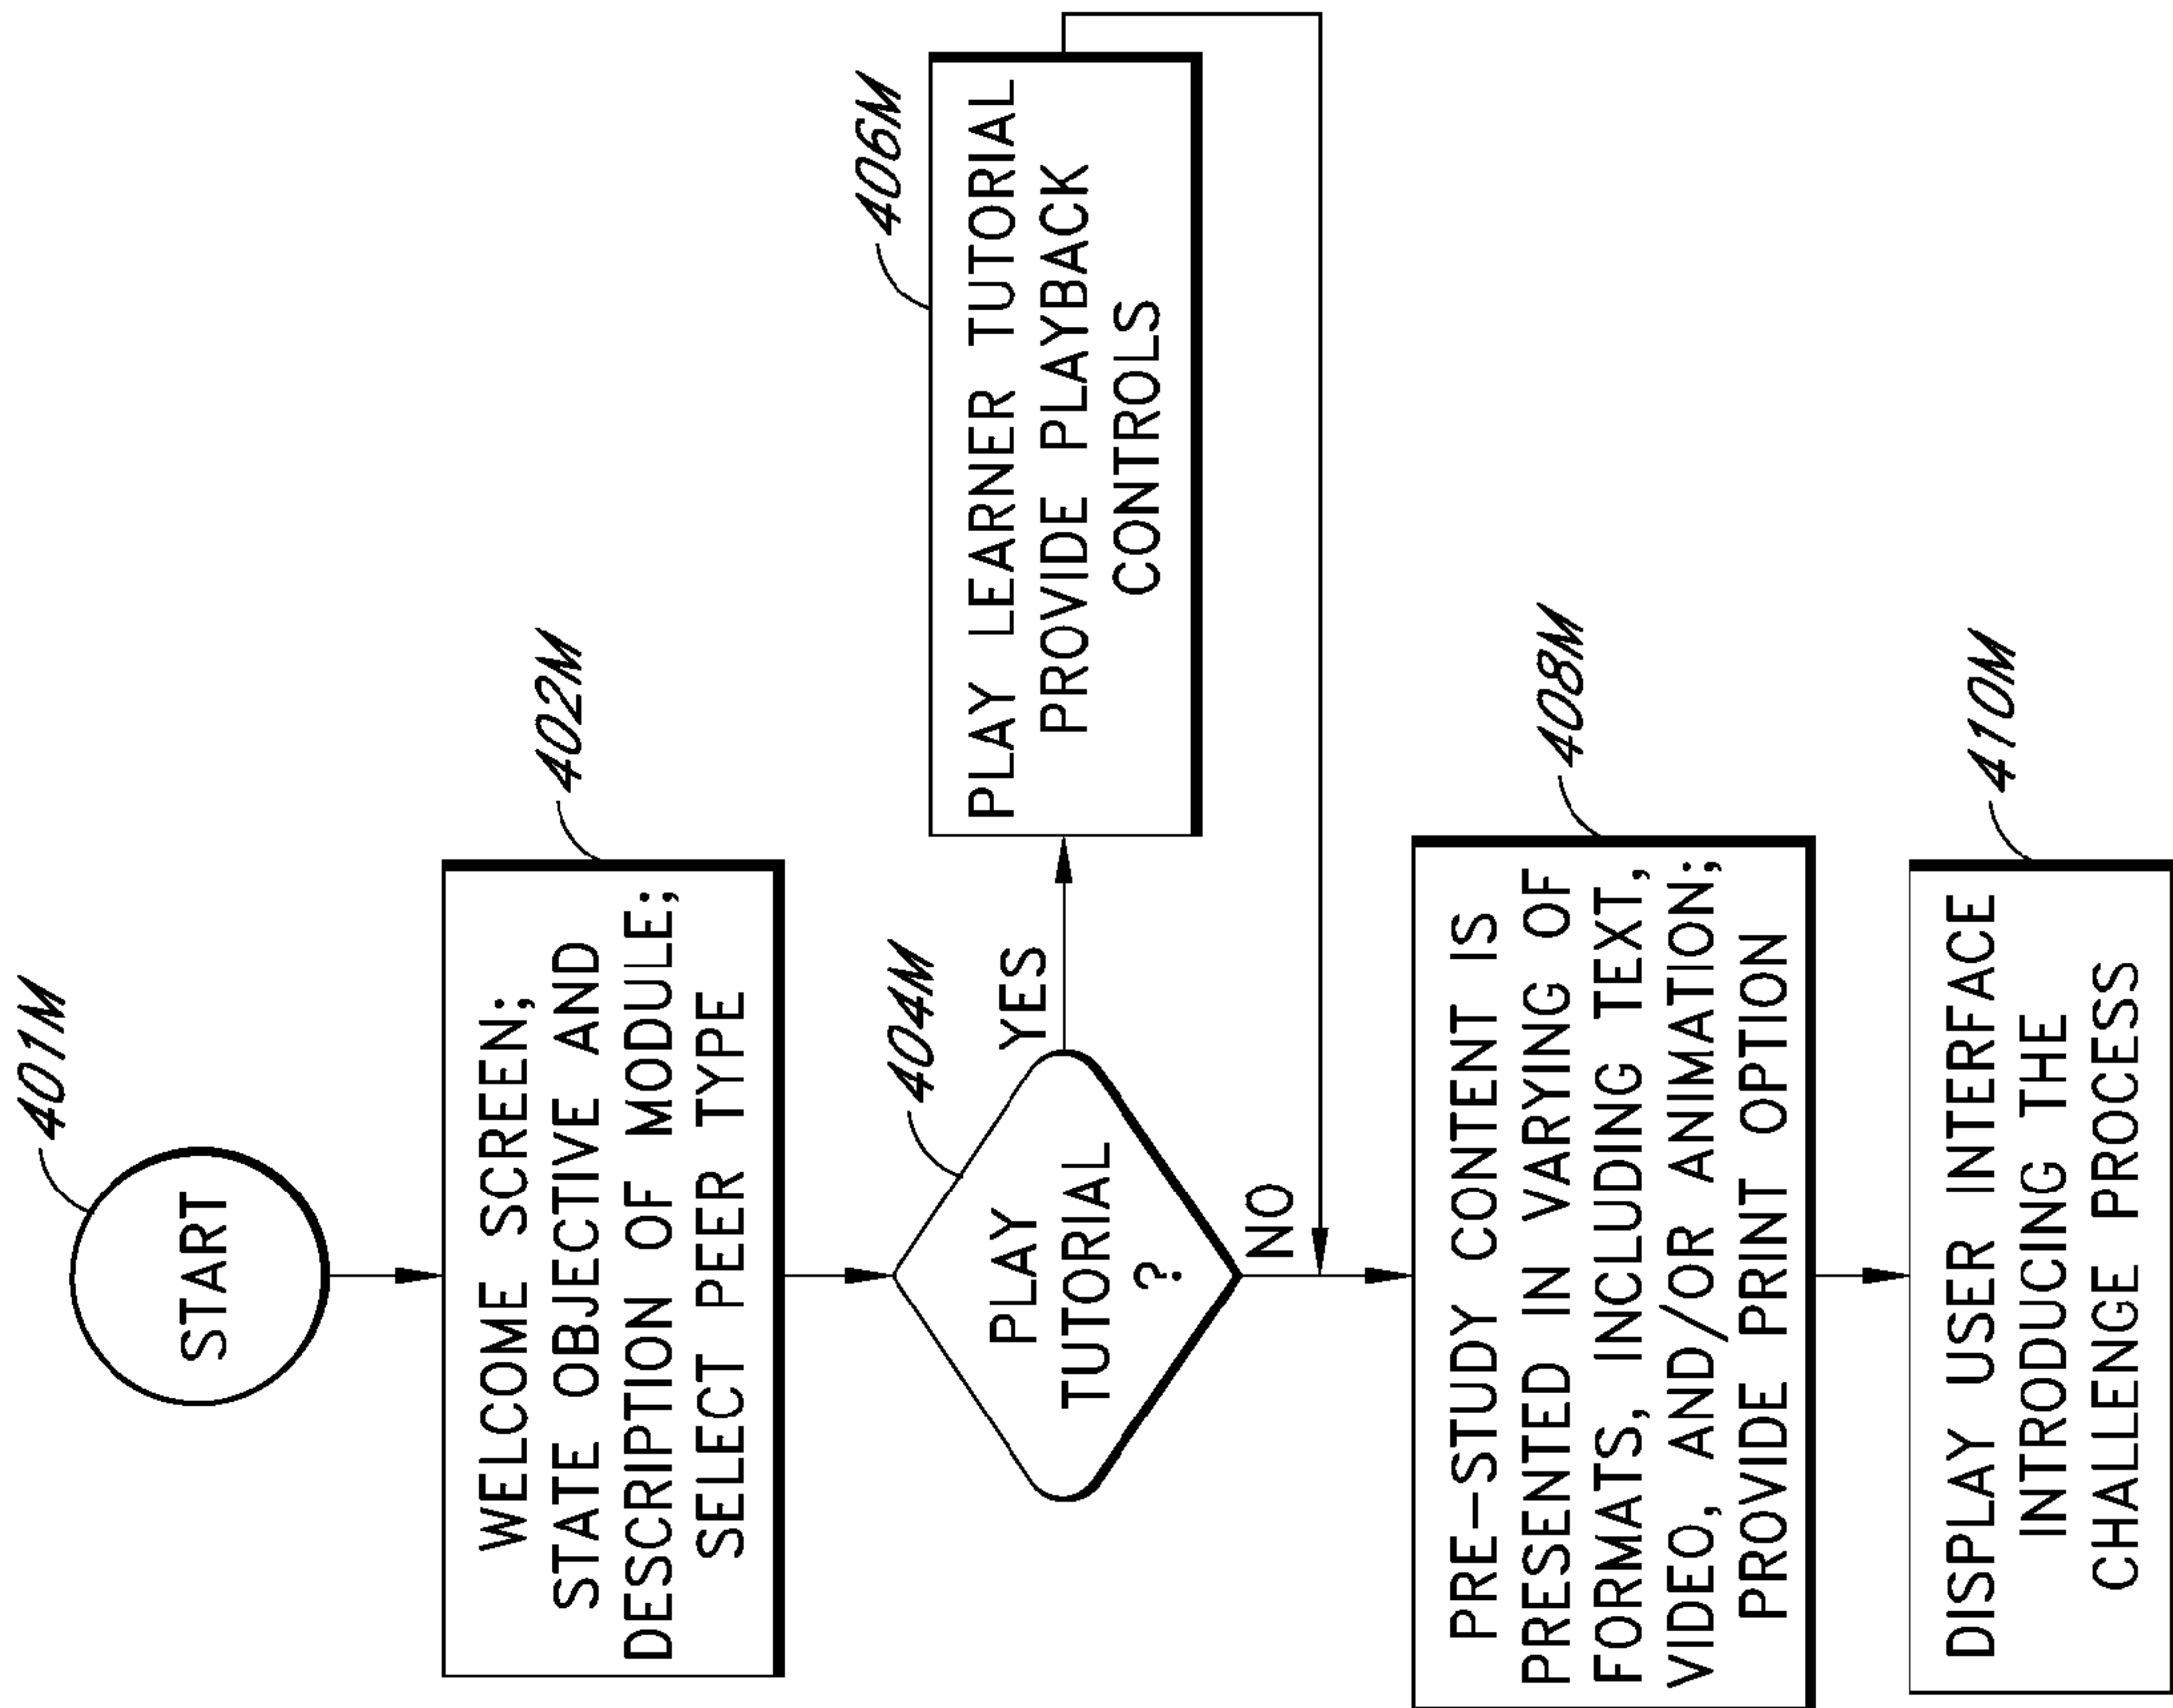 401M
START
402M
WELCOME SCREEN;
STATE OBJECTIVE AND
DESCRIPTION OF MODULE;
SELECT PEER TYPE
404M
PLAY
TUTORIAL
?
YES
406M
PLAY LEARNER TUTORIAL
PROVIDE PLAYBACK
CONTROLS
NO
408M
PRE-STUDY CONTENT IS
PRESENTED IN VARYING OF
FORMATS, INCLUDING TEXT,
VIDEO, AND/OR ANIMATION;
PROVIDE PRINT OPTION
410M
DISPLAY USER INTERFACE
INTRODUCING THE
CHALLENGE PROCESS